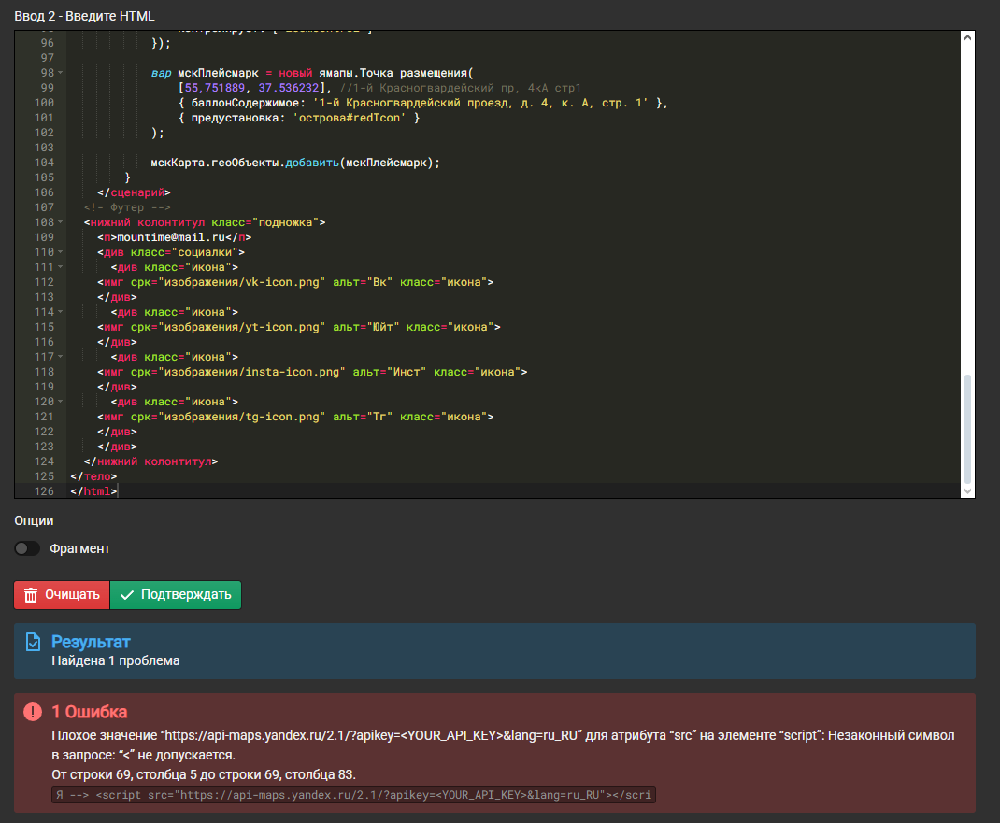 Ввод 2 - Введите HTML
96 });
97
98 вар мскПлейсмарк = новый ямапы.Точка размещения(
99 [55,751889, 37.536232], //1-й Красногвардейский пр, 4кА стр1
100 { баллонСодержимое: '1-й Красногвардейский проезд, д. 4, к. А, стр. 1' },
101 { предустановка: 'острова#redIcon' }
102 );
103
104 мскКарта.геоОбъекты.добавить(мскПлейсмарк);
105 }
106 </сценарий>
107 <!- Футер -->
108 <нижний колонтитул класс="подножка">
109 <п>mountime@mail.ru</п>
110 <див класс="социалки">
111 <див класс="икона">
112 <имг срк="изображения/vk-icon.png" альт="Вк" класс="икона">
113 </див>
114 <див класс="икона">
115 <имг срк="изображения/yt-icon.png" альт="Юйт" класс="икона">
116 </див>
117 <див класс="икона">
118 <имг срк="изображения/insta-icon.png" альт="Инст" класс="икона">
119 </див>
120 <див класс="икона">
121 <имг срк="изображения/tg-icon.png" альт="Тг" класс="икона">
122 </див>
123 </див>
124 </нижний колонтитул>
125 </тело>
126 </html>
Опции
Фрагмент
Очищать Подтверждать
Результат
Найдена 1 проблема
1 Ошибка
Плохое значение “https://api-maps.yandex.ru/2.1/?apikey=<YOUR_API_KEY>&lang=ru_RU” для атрибута “src” на элементе “script”: Незаконный символ
в запросе: “<” не допускается.
От строки 69, столбца 5 до строки 69, столбца 83.
Я --> <script src="https://api-maps.yandex.ru/2.1/?apikey=<YOUR_API_KEY>&lang=ru_RU"></scri